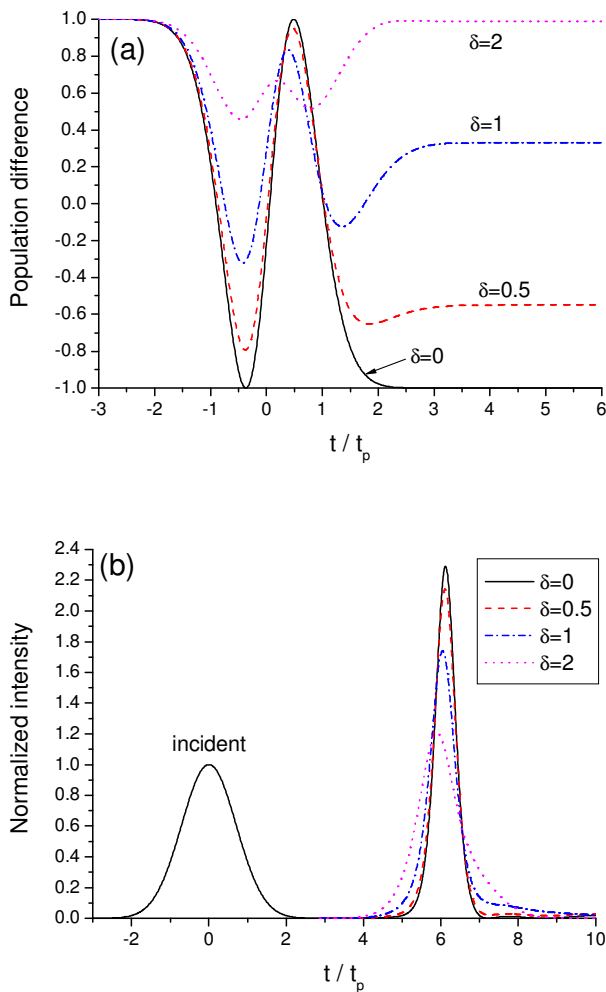 (a)
Population difference
1.0
0.8
0.6
0.4
0.2
0.0
-0.2
-0.4
-0.6
-0.8
-1.0
δ=2
δ=1
δ=0.5
δ=0
-3 -2 -1 0 1 2 3 4 5 6
t / tp
(b)
Normalized intensity
2.4
2.2
2.0
1.8
1.6
1.4
1.2
1.0
0.8
0.6
0.4
0.2
0.0
incident
δ=0
δ=0.5
δ=1
δ=2
-2 0 2 4 6 8 10
t / tp